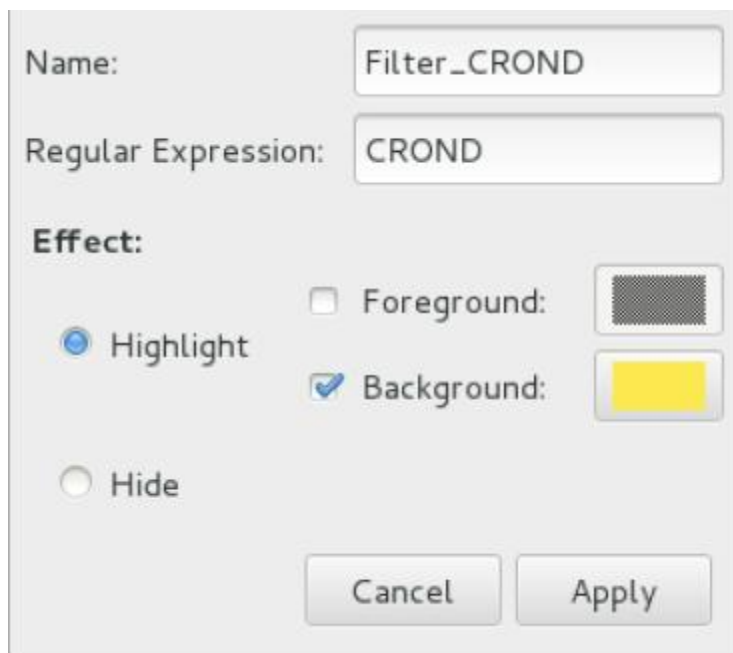 Name: Filter_CROND
Regular Expression: CROND
Effect:
Foreground:
Highlight
Background:
Hide
Cancel Apply